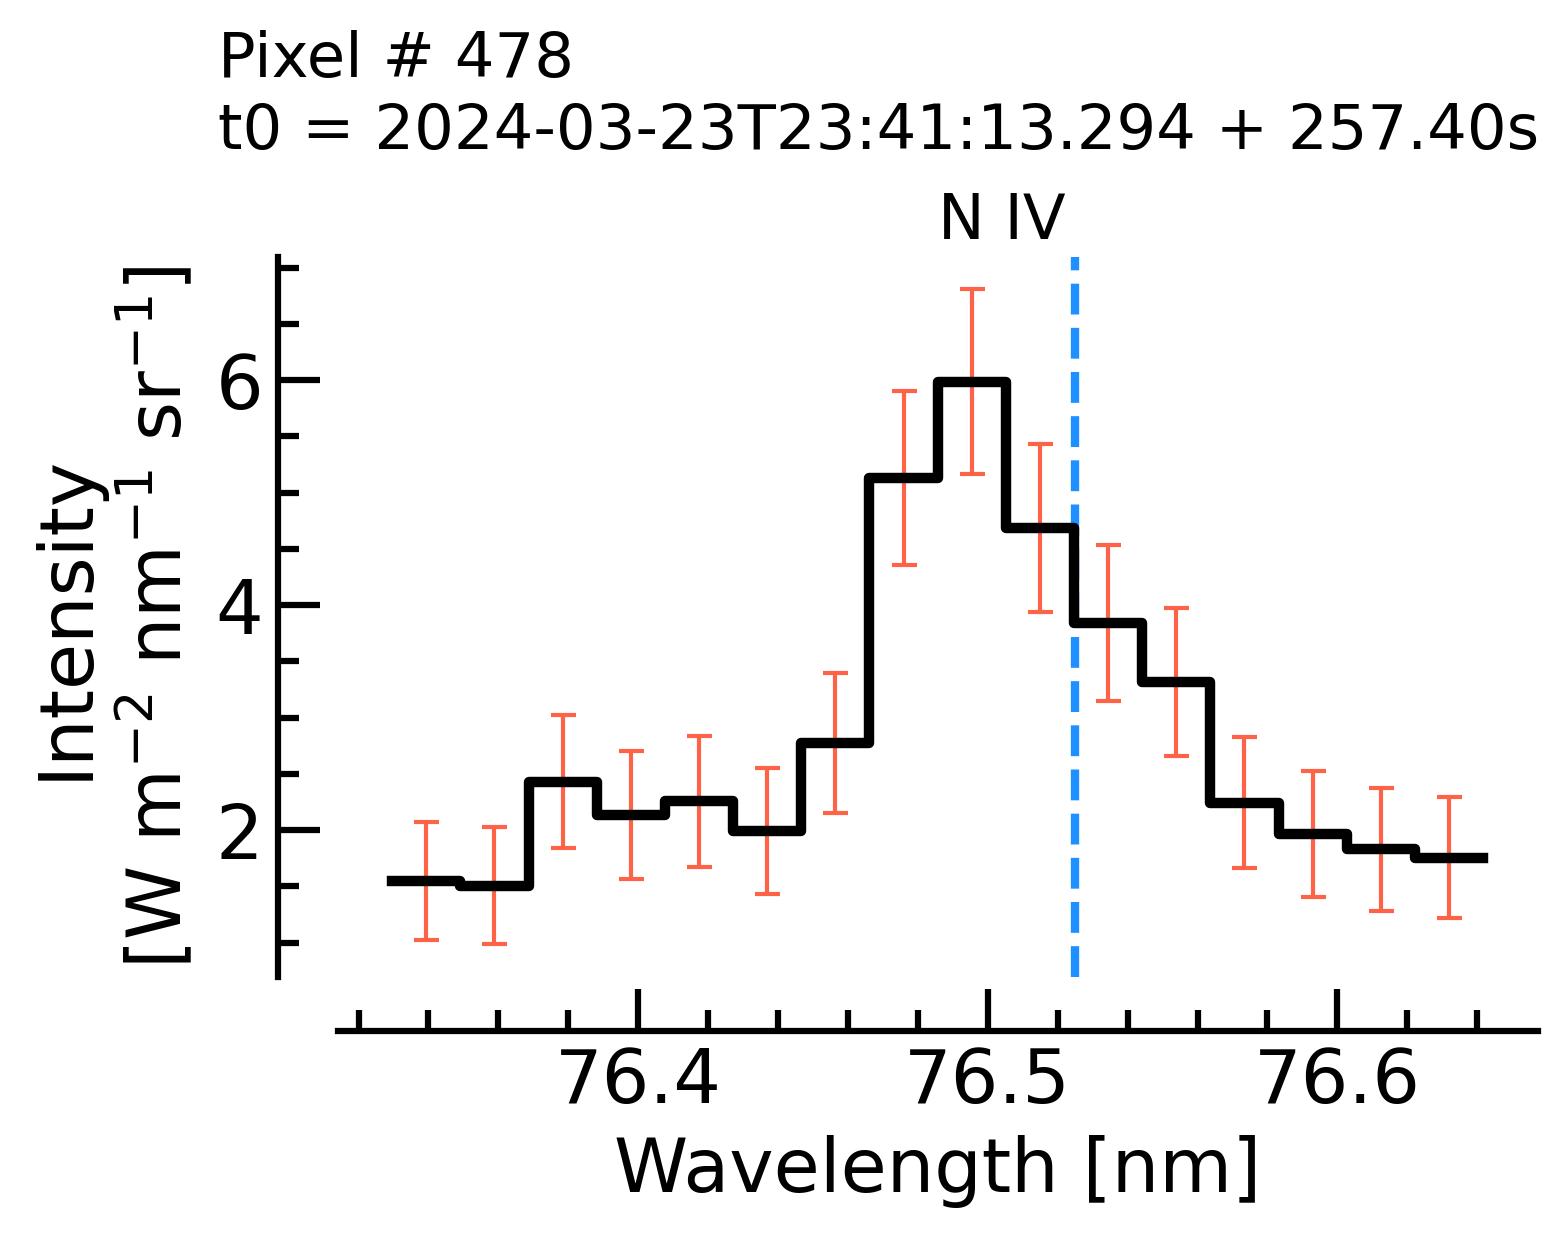 Pixel # 478
t0 = 2024-03-23T23:41:13.294 + 257.40s
N IV
Intensity
[W m⁻² nm⁻¹ sr⁻¹]
6
4
2
76.4 76.5 76.6
Wavelength [nm]